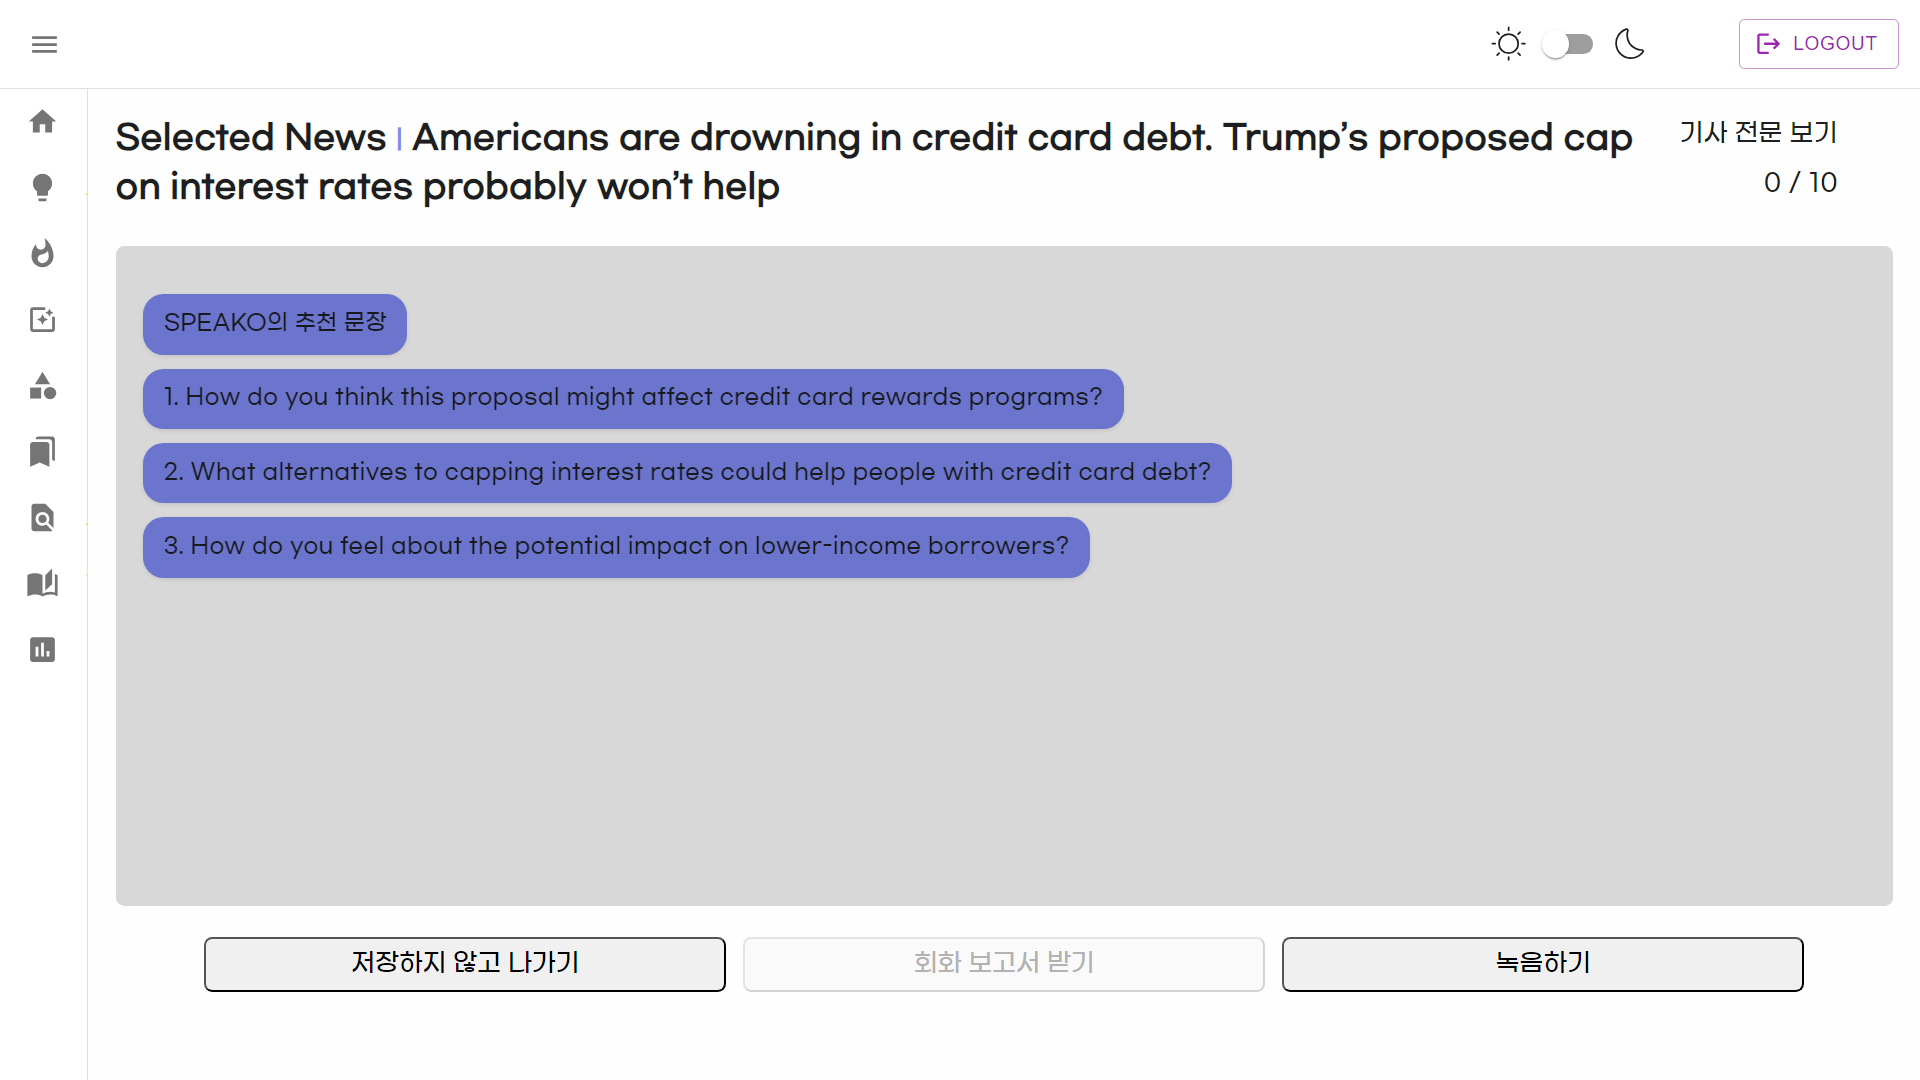 LOGOUT
Selected News | Americans are drowning in credit card debt. Trump’s proposed cap
on interest rates probably won’t help
기사 전문 보기
0 / 10
SPEAKO의 추천 문장
1. How do you think this proposal might affect credit card rewards programs?
2. What alternatives to capping interest rates could help people with credit card debt?
3. How do you feel about the potential impact on lower-income borrowers?
저장하지 않고 나가기
회화 보고서 받기
녹음하기